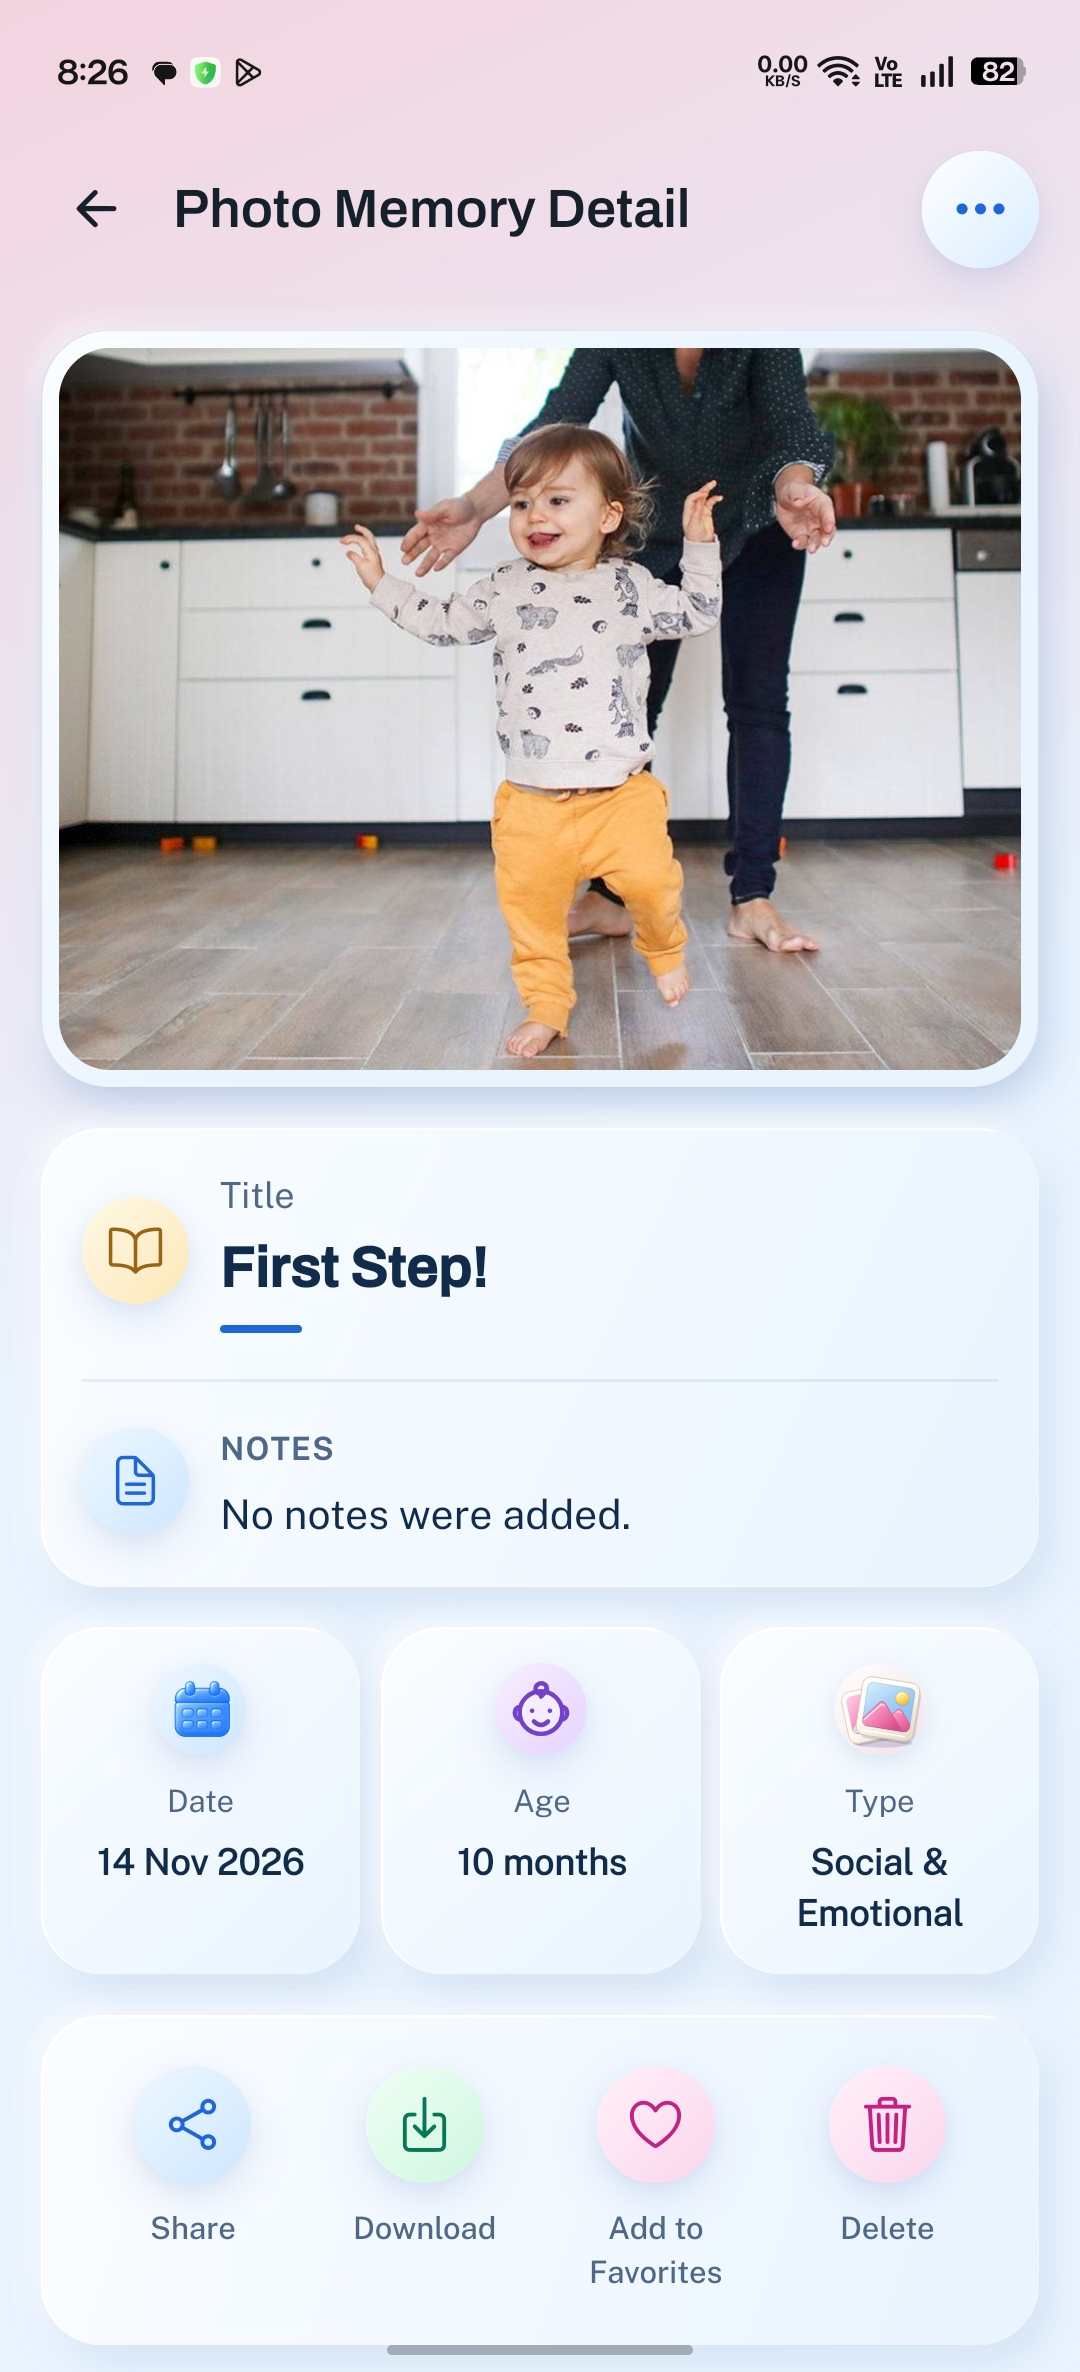 8:26
0.00
KB/S
Vo
LTE
82
Photo Memory Detail
Title
First Step!
NOTES
No notes were added.
Date
14 Nov 2026
Age
10 months
Type
Social &
Emotional
Share
Download
Add to
Favorites
Delete